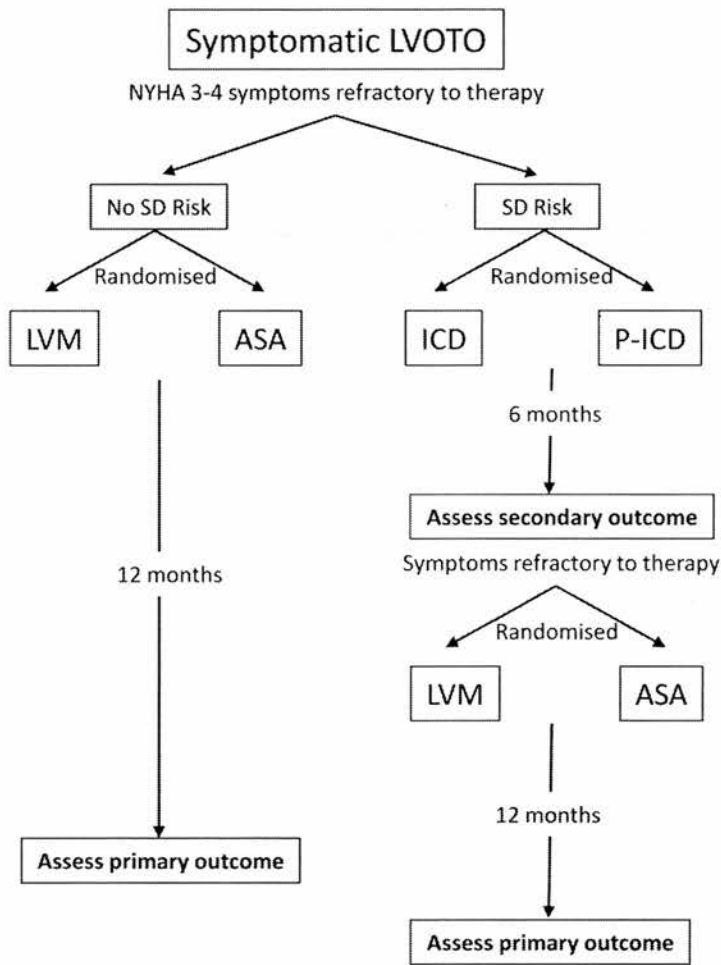 Symptomatic LVOTO
NYHA 3-4 symptoms refractory to therapy
No SD Risk
Randomised
LVM
ASA
12 months
Assess primary outcome
SD Risk
Randomised
ICD
P-ICD
6 months
Assess secondary outcome
Symptoms refractory to therapy
Randomised
LVM
ASA
12 months
Assess primary outcome